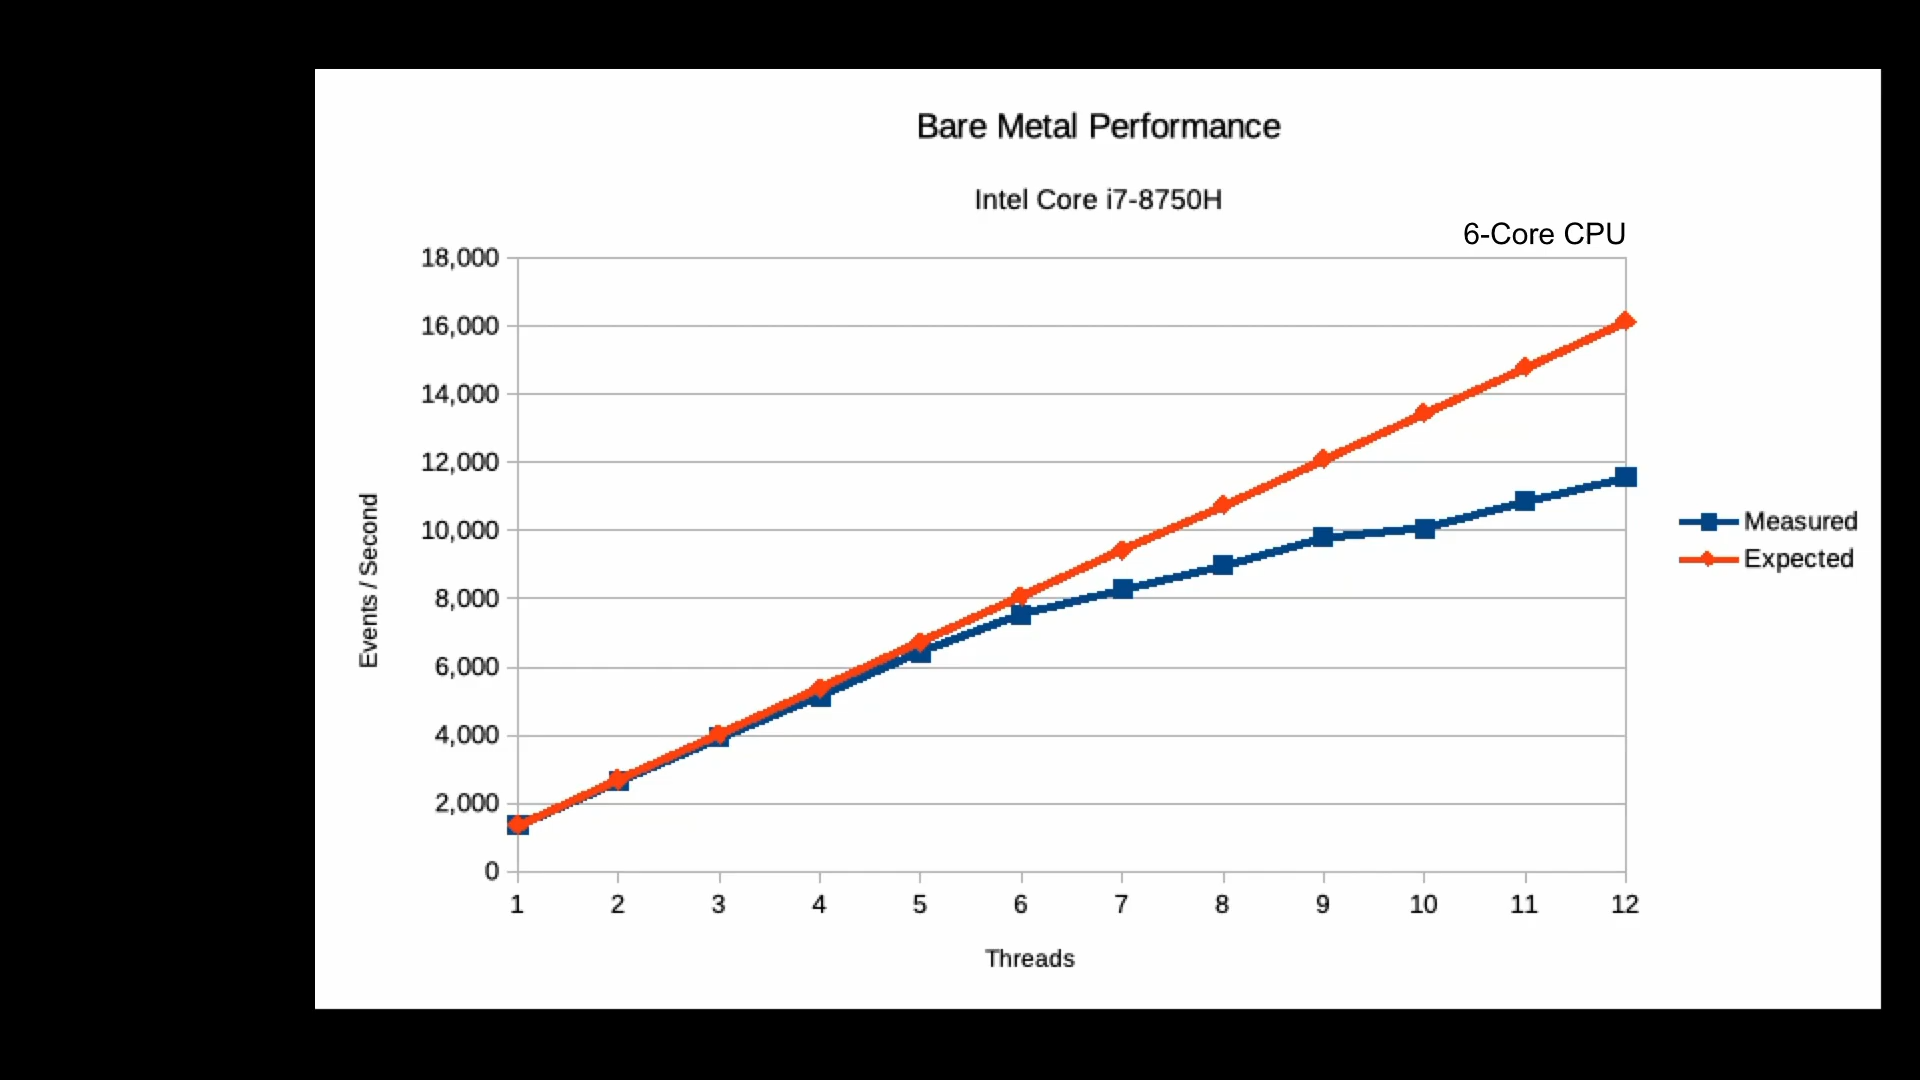 Bare Metal Performance
Intel Core i7-8750H
6-Core CPU
18,000
16,000
14,000
12,000
10,000
8,000
6,000
4,000
2,000
0
Events / Second
1 2 3 4 5 6 7 8 9 10 11 12
Threads
Measured
Expected